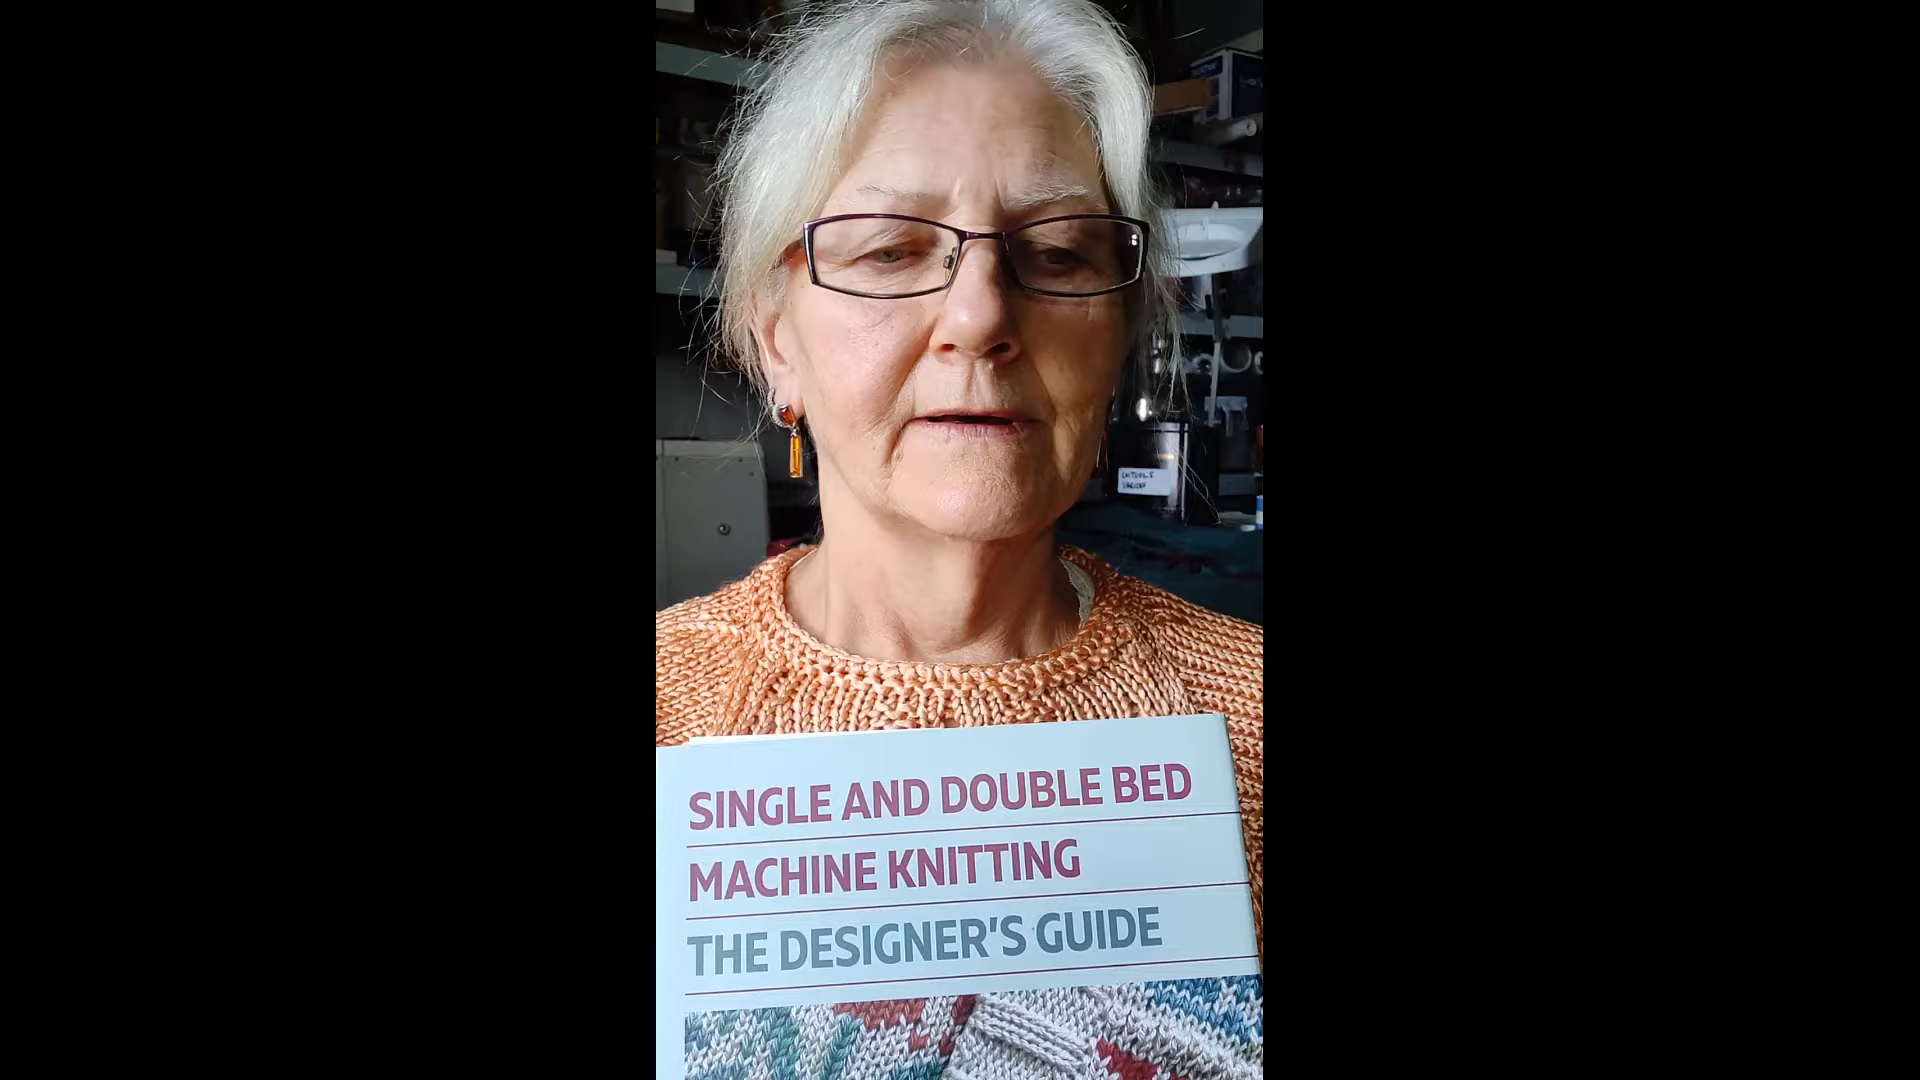 SINGLE AND DOUBLE BED
MACHINE KNITTING
THE DESIGNER'S GUIDE